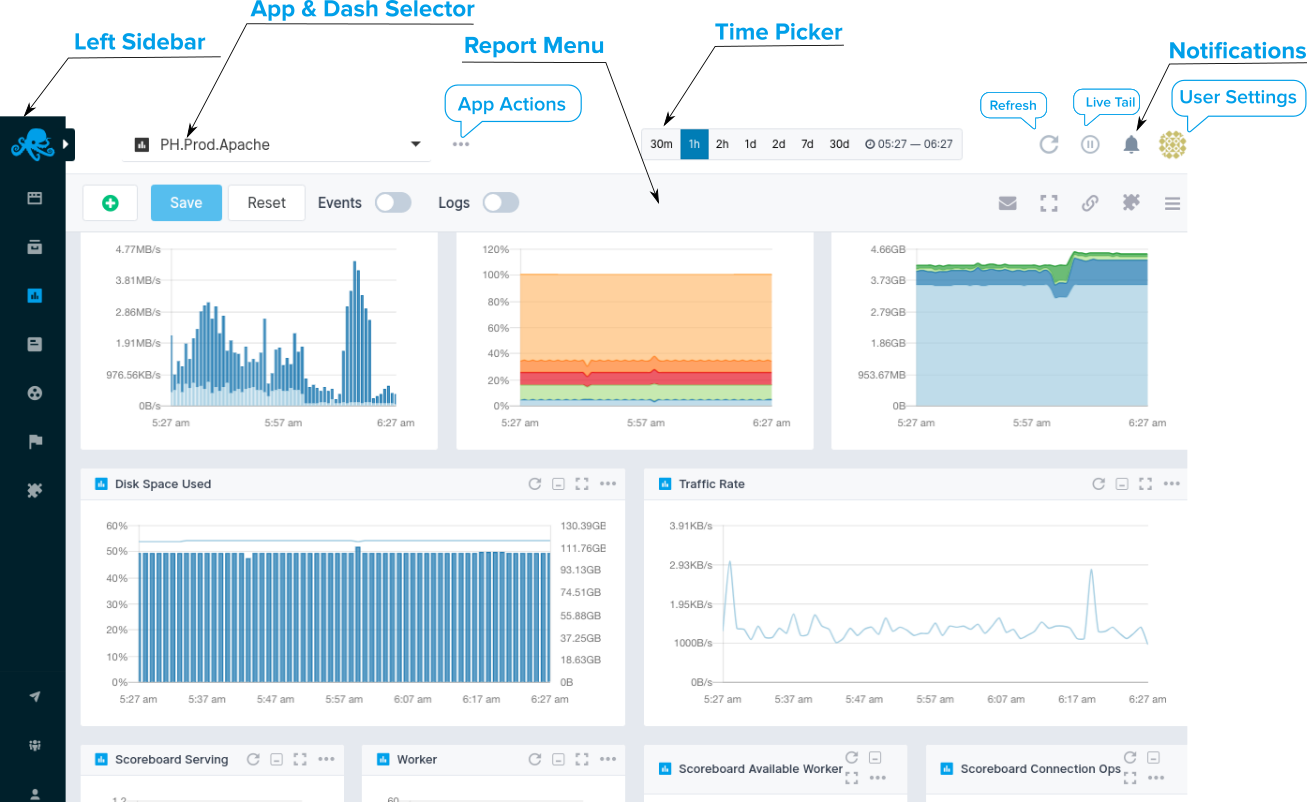 App & Dash Selector
Left Sidebar
Report Menu
Time Picker
Notifications
App Actions
Refresh
Live Tail
User Settings
PH.Prod.Apache
30m 1h 2h 1d 2d 7d 30d 05:27 — 06:27
Save Reset Events Logs
4.77MB/s
3.81MB/s
2.86MB/s
1.91MB/s
976.56KB/s
0B/s
5:27 am 5:57 am 6:27 am
120%
100%
80%
60%
40%
20%
0%
5:27 am 5:57 am 6:27 am
4.66GB
3.73GB
2.79GB
1.86GB
953.67MB
0B
5:27 am 5:57 am 6:27 am
Disk Space Used
60%
50%
40%
30%
20%
10%
0%
130.39GB
111.76GB
93.13GB
74.51GB
55.88GB
37.25GB
18.63GB
0B
5:27 am 5:37 am 5:47 am 5:57 am 6:07 am 6:17 am 6:27 am
Traffic Rate
3.91KB/s
2.93KB/s
1.95KB/s
1000B/s
0B/s
5:27 am 5:37 am 5:47 am 5:57 am 6:07 am 6:17 am 6:27 am
Scoreboard Serving
1.2
Worker
60
Scoreboard Available Worker
Scoreboard Connection Ops